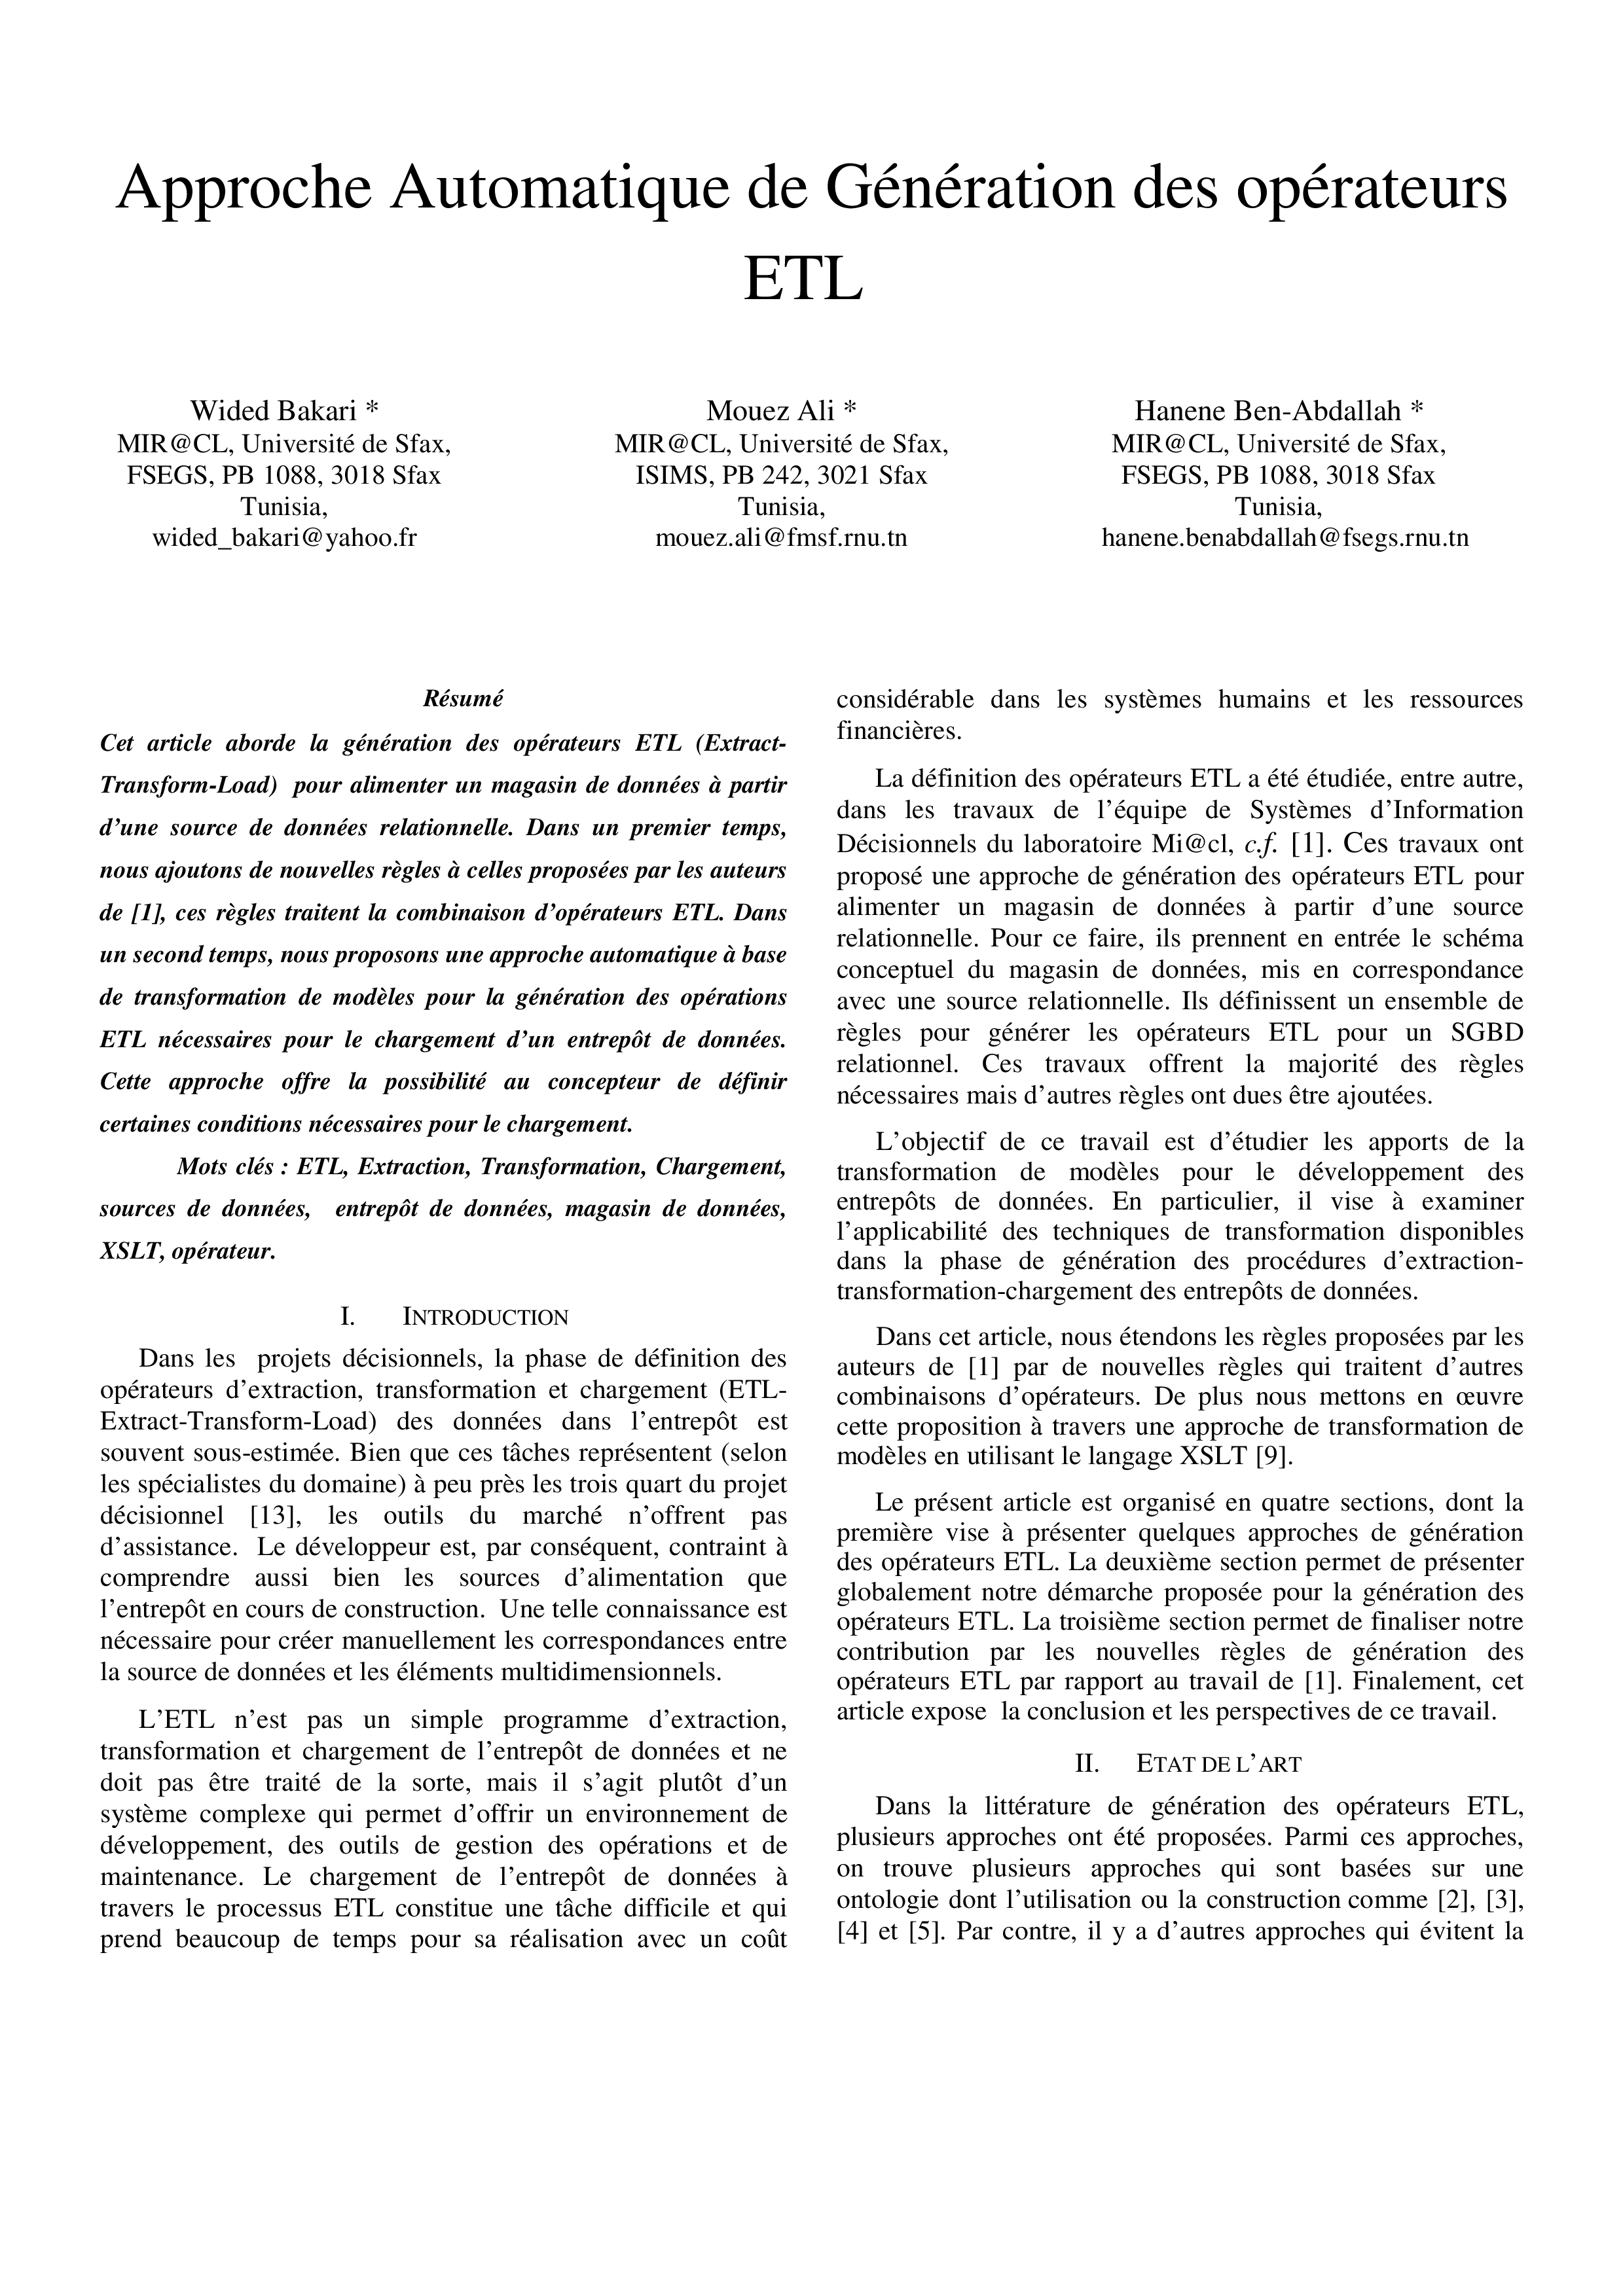 Approche Automatique de Génération des opérateurs
ETL
Wided Bakari *
MIR@CL, Université de Sfax,
FSEGS, PB 1088, 3018 Sfax
Tunisia,
wided_bakari@yahoo.fr
Mouez Ali *
MIR@CL, Université de Sfax,
ISIMS, PB 242, 3021 Sfax
Tunisia,
mouez.ali@fmsf.rnu.tn
Hanene Ben-Abdallah *
MIR@CL, Université de Sfax,
FSEGS, PB 1088, 3018 Sfax
Tunisia,
hanene.benabdallah@fsegs.rnu.tn
Résumé
Cet article aborde la génération des opérateurs ETL (Extract-
Transform-Load) pour alimenter un magasin de données à partir
d'une source de données relationnelle. Dans un premier temps,
nous ajoutons de nouvelles règles à celles proposées par les auteurs
de [1], ces règles traitent la combinaison d'opérateurs ETL. Dans
un second temps, nous proposons une approche automatique à base
de transformation de modèles pour la génération des opérations
ETL nécessaires pour le chargement d'un entrepôt de données.
Cette approche offre la possibilité au concepteur de définir
certaines conditions nécessaires pour le chargement.
Mots clés : ETL, Extraction, Transformation, Chargement,
sources de données, entrepôt de données, magasin de données,
XSLT, opérateur.
I. INTRODUCTION
Dans les projets décisionnels, la phase de définition des
opérateurs d'extraction, transformation et chargement (ETL-
Extract-Transform-Load) des données dans l'entrepôt est
souvent sous-estimée. Bien que ces tâches représentent (selon
les spécialistes du domaine) à peu près les trois quart du projet
décisionnel [13], les outils du marché n'offrent pas
d'assistance. Le développeur est, par conséquent, contraint à
comprendre aussi bien les sources d'alimentation que
l'entrepôt en cours de construction. Une telle connaissance est
nécessaire pour créer manuellement les correspondances entre
la source de données et les éléments multidimensionnels.
L'ETL n'est pas un simple programme d'extraction,
transformation et chargement de l'entrepôt de données et ne
doit pas être traité de la sorte, mais il s'agit plutôt d'un
système complexe qui permet d'offrir un environnement de
développement, des outils de gestion des opérations et de
maintenance. Le chargement de l'entrepôt de données à
travers le processus ETL constitue une tâche difficile et qui
prend beaucoup de temps pour sa réalisation avec un coût
considérable dans les systèmes humains et les ressources
financières.
La définition des opérateurs ETL a été étudiée, entre autre,
dans les travaux de l'équipe de Systèmes d'Information
Décisionnels du laboratoire Mi@cl, c.f. [1]. Ces travaux ont
proposé une approche de génération des opérateurs ETL pour
alimenter un magasin de données à partir d'une source
relationnelle. Pour ce faire, ils prennent en entrée le schéma
conceptuel du magasin de données, mis en correspondance
avec une source relationnelle. Ils définissent un ensemble de
règles pour générer les opérateurs ETL pour un SGBD
relationnel. Ces travaux offrent la majorité des règles
nécessaires mais d'autres règles ont dues être ajoutées.
L'objectif de ce travail est d'étudier les apports de la
transformation de modèles pour le développement des
entrepôts de données. En particulier, il vise à examiner
l'applicabilité des techniques de transformation disponibles
dans la phase de génération des procédures d'extraction-
transformation-chargement des entrepôts de données.
Dans cet article, nous étendons les règles proposées par les
auteurs de [1] par de nouvelles règles qui traitent d'autres
combinaisons d'opérateurs. De plus nous mettons en œuvre
cette proposition à travers une approche de transformation de
modèles en utilisant le langage XSLT [9].
Le présent article est organisé en quatre sections, dont la
première vise à présenter quelques approches de génération
des opérateurs ETL. La deuxième section permet de présenter
globalement notre démarche proposée pour la génération des
opérateurs ETL. La troisième section permet de finaliser notre
contribution par les nouvelles règles de génération des
opérateurs ETL par rapport au travail de [1]. Finalement, cet
article expose la conclusion et les perspectives de ce travail.
II. ETAT DE L'ART
Dans la littérature de génération des opérateurs ETL,
plusieurs approches ont été proposées. Parmi ces approches,
on trouve plusieurs approches qui sont basées sur une
ontologie dont l'utilisation ou la construction comme [2], [3],
[4] et [5]. Par contre, il y a d'autres approches qui évitent la